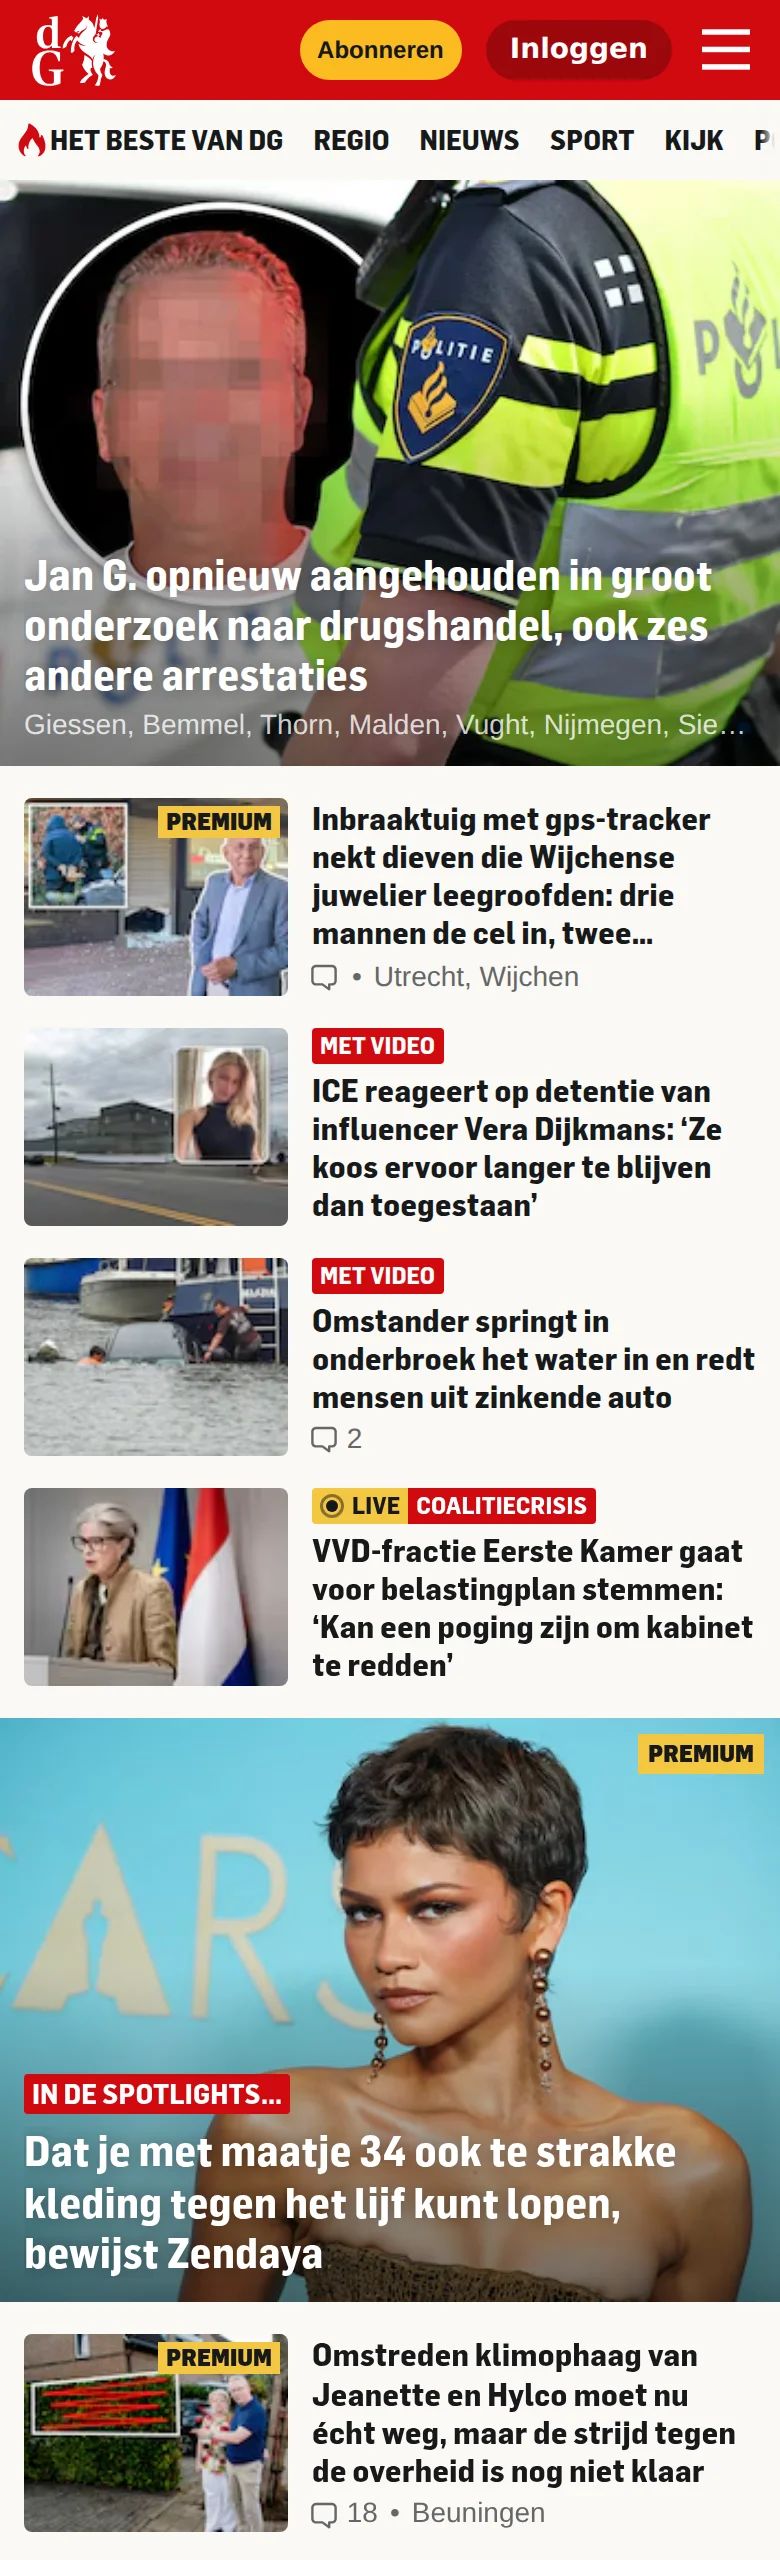 dG
Abonneren
Inloggen
HET BESTE VAN DG REGIO NIEUWS SPORT KIJK
POLITIE
Jan G. opnieuw aangehouden in groot
onderzoek naar drugshandel, ook zes
andere arrestaties
Giessen, Bemmel, Thorn, Malden, Vught, Nijmegen, Sie…
PREMIUM
Inbraaktuig met gps-tracker
nekt dieven die Wijchense
juwelier leegroofden: drie
mannen de cel in, twee...
• Utrecht, Wijchen
MET VIDEO
ICE reageert op detentie van
influencer Vera Dijkmans: ‘Ze
koos ervoor langer te blijven
dan toegestaan’
MET VIDEO
Omstander springt in
onderbroek het water in en redt
mensen uit zinkende auto
2
LIVE COALITIECRISIS
VVD-fractie Eerste Kamer gaat
voor belastingplan stemmen:
‘Kan een poging zijn om kabinet
te redden’
PREMIUM
ARS
IN DE SPOTLIGHTS...
Dat je met maatje 34 ook te strakke
kleding tegen het lijf kunt lopen,
bewijst Zendaya
PREMIUM
Omstreden klimophaag van
Jeanette en Hylco moet nu
écht weg, maar de strijd tegen
de overheid is nog niet klaar
18 • Beuningen